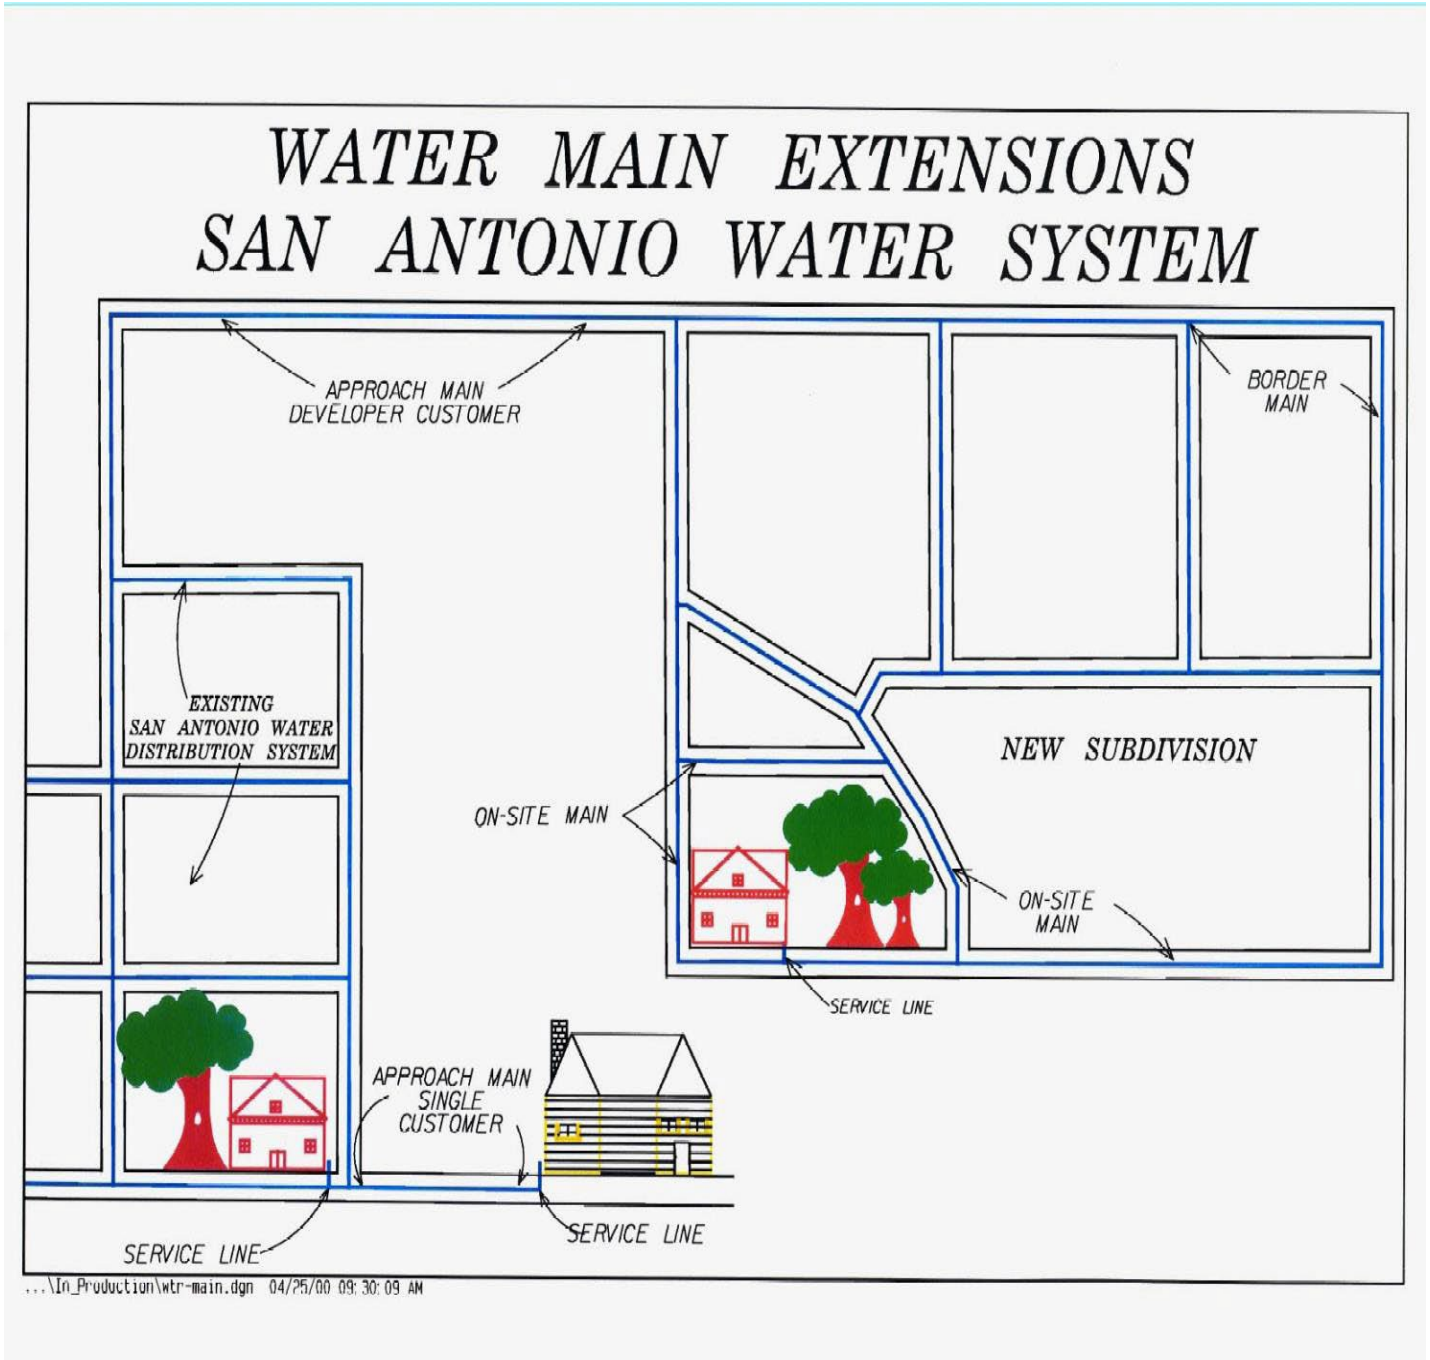 WATER MAIN EXTENSIONS
SAN ANTONIO WATER SYSTEM
APPROACH MAIN
DEVELOPER CUSTOMER
BORDER
MAIN
EXISTING
SAN ANTONIO WATER
DISTRIBUTION SYSTEM
NEW SUBDIVISION
ON-SITE MAIN
ON-SITE
MAIN
SERVICE LINE
APPROACH MAIN
SINGLE
CUSTOMER
SERVICE LINE
SERVICE LINE
...\In_Production\wtr-main.dgn 04/25/00 09:30:09 AM